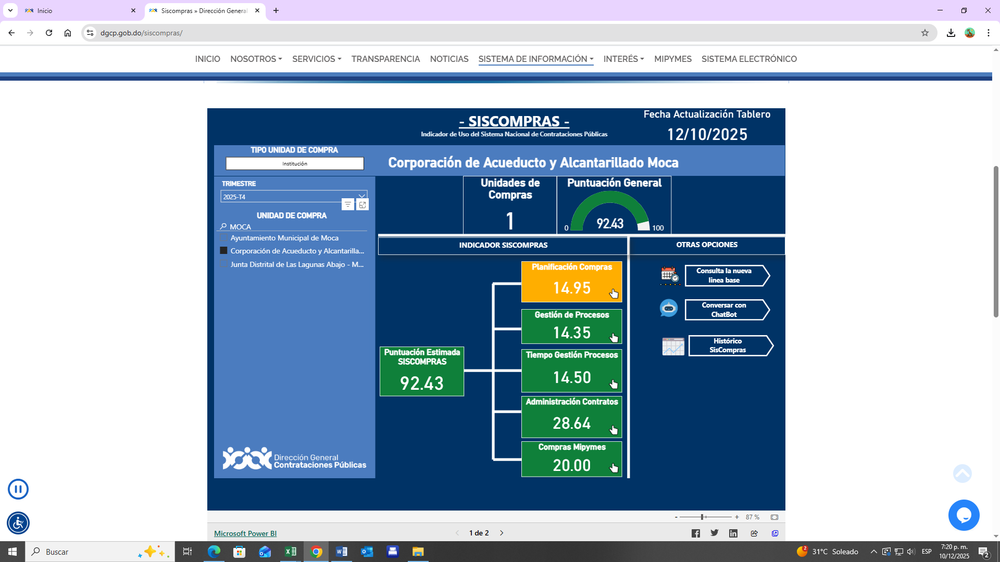 Inicio
Siscompras » Dirección General
dgcp.gob.do/siscompras/
INICIO NOSOTROS SERVICIOS TRANSPARENCIA NOTICIAS SISTEMA DE INFORMACIÓN INTERÉS MIPYMES SISTEMA ELECTRÓNICO
- SISCOMPRAS -
Indicador de Uso del Sistema Nacional de Contrataciones Públicas
Fecha Actualización Tablero
12/10/2025
TIPO UNIDAD DE COMPRA
Institución
Corporación de Acueducto y Alcantarillado Moca
TRIMESTRE
2025-T4
UNIDAD DE COMPRA
MOCA
Ayuntamiento Municipal de Moca
Corporación de Acueducto y Alcantarilla...
Junta Distrital de Las Lagunas Abajo - M...
Unidades de
Compras
1
Puntuación General
92.43
0
100
INDICADOR SISCOMPRAS
OTRAS OPCIONES
Puntuación Estimada
SISCOMPRAS
92.43
Planificación Compras
14.95
Gestión de Procesos
14.35
Tiempo Gestión Procesos
14.50
Administración Contratos
28.64
Compras Mipymes
20.00
Consulta la nueva
linea base
Conversar con
ChatBot
Histórico
SisCompras
Dirección General
Contrataciones Públicas
- + 87 %
Microsoft Power BI
1 de 2
Buscar
2
31°C Soleado
ESP
7:20 p. m.
10/12/2025
2